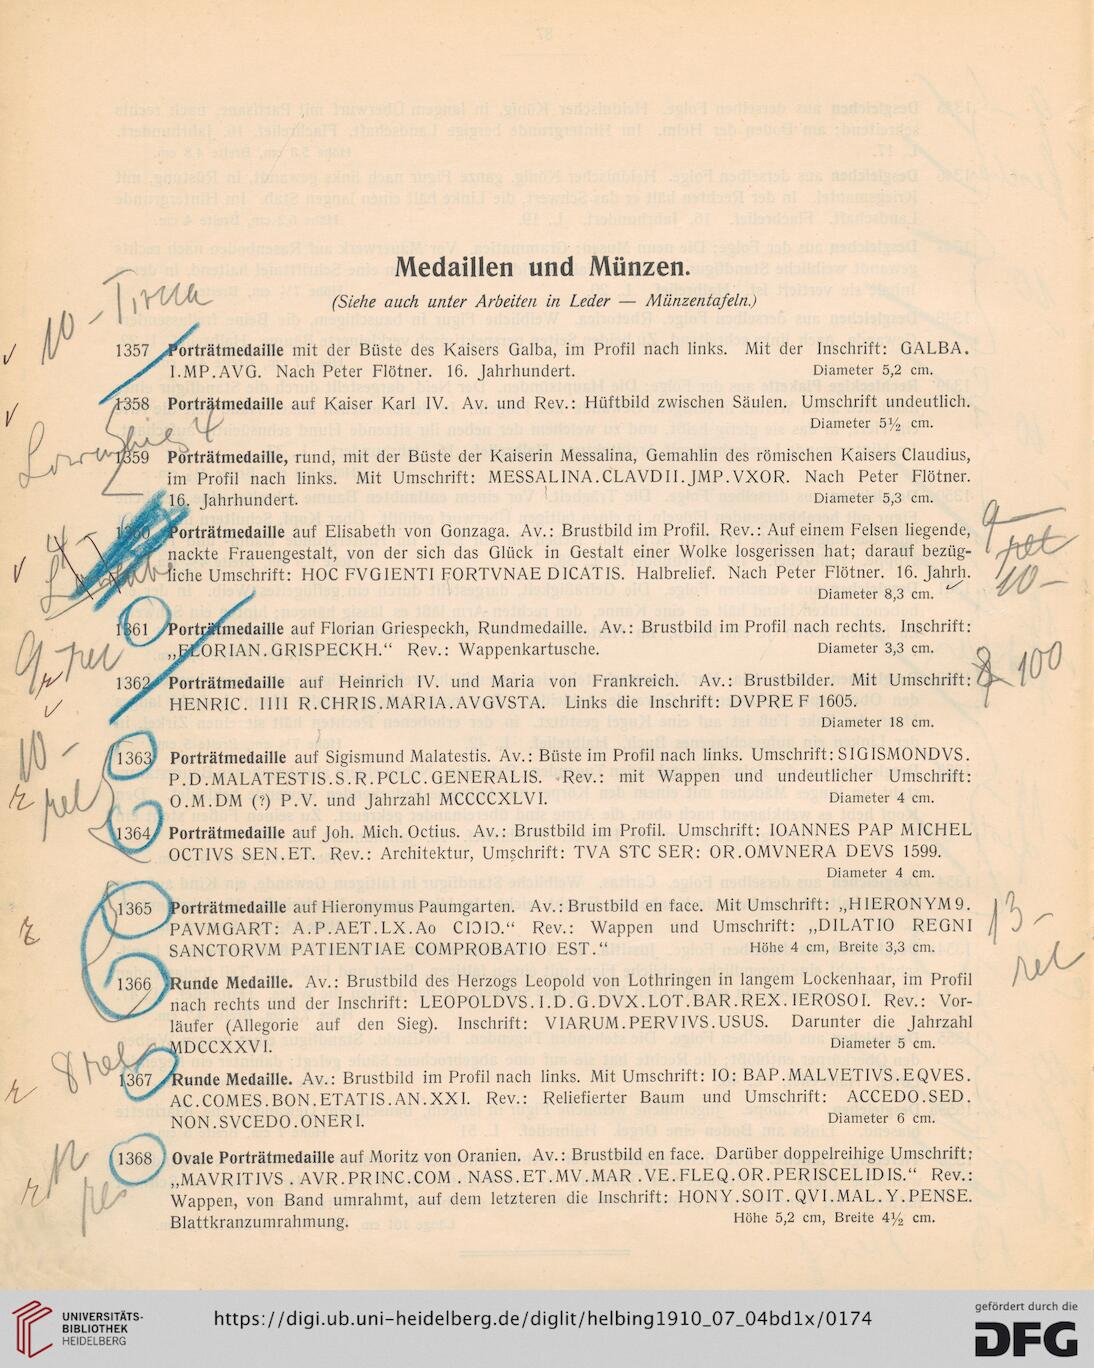 Medaillen und Münzen.
(Siehe auch unter Arbeiten in Leder — Münzentafeln.)
10 – Tirna
1357 Porträtmedaille mit der Büste des Kaisers Galba, im Profil nach links. Mit der Inschrift: GALBA.
I.MP.AVG. Nach Peter Flötner. 16. Jahrhundert. Diameter 5,2 cm.
1358 Porträtmedaille auf Kaiser Karl IV. Av. und Rev.: Hüftbild zwischen Säulen. Umschrift undeutlich.
Diameter 5½ cm.
4
1359 Porträtmedaille, rund, mit der Büste der Kaiserin Messalina, Gemahlin des römischen Kaisers Claudius,
im Profil nach links. Mit Umschrift: MESSALINA.CLAVDII.JMP.VXOR. Nach Peter Flötner.
16. Jahrhundert. Diameter 5,3 cm.
1360 Porträtmedaille auf Elisabeth von Gonzaga. Av.: Brustbild im Profil. Rev.: Auf einem Felsen liegende,
nackte Frauengestalt, von der sich das Glück in Gestalt einer Wolke losgerissen hat; darauf bezüg-
liche Umschrift: HOC FVGIENTI FORTVNAE DICATIS. Halbrelief. Nach Peter Flötner. 16. Jahrh.
Diameter 8,3 cm.
9 –
ret
10 –
1361 Porträtmedaille auf Florian Griespeckh, Rundmedaille. Av.: Brustbild im Profil nach rechts. Inschrift:
„FLORIAN.GRISPECKH.“ Rev.: Wappenkartusche. Diameter 3,3 cm.
9 ret
r
1362 Porträtmedaille auf Heinrich IV. und Maria von Frankreich. Av.: Brustbilder. Mit Umschrift:
HENRIC. IIII R.CHRIS.MARIA.AVGVSTA. Links die Inschrift: DVPRE F 1605.
Diameter 18 cm.
100
10 –
r ret
1363 Porträtmedaille auf Sigismund Malatestis. Av.: Büste im Profil nach links. Umschrift: SIGISMONDVS.
P.D.MALATESTIS.S.R.PCLC.GENERALIS. Rev.: mit Wappen und undeutlicher Umschrift:
O.M.DM (?) P.V. und Jahrzahl MCCCCXLVI. Diameter 4 cm.
1364 Porträtmedaille auf Joh. Mich. Octius. Av.: Brustbild im Profil. Umschrift: IOANNES PAP MICHEL
OCTIVS SEN.ET. Rev.: Architektur, Umschrift: TVA STC SER: OR.OMVNERA DEVS 1599.
Diameter 4 cm.
1365 Porträtmedaille auf Hieronymus Paumgarten. Av.: Brustbild en face. Mit Umschrift: „HIERONYM9.
PAVMGART: A.P.AET.LX.Ao CIƆIƆ.“ Rev.: Wappen und Umschrift: „DILATIO REGNI
SANCTORVM PATIENTIAE COMPROBATIO EST.“ Höhe 4 cm, Breite 3,3 cm.
r
13 –
ret
1366 Runde Medaille. Av.: Brustbild des Herzogs Leopold von Lothringen in langem Lockenhaar, im Profil
nach rechts und der Inschrift: LEOPOLDVS.I.D.G.DVX.LOT.BAR.REX.IEROSOI. Rev.: Vor-
läufer (Allegorie auf den Sieg). Inschrift: VIARUM.PERVIVS.USUS. Darunter die Jahrzahl
MDCCXXVI. Diameter 5 cm.
r 8 ret
1367 Runde Medaille. Av.: Brustbild im Profil nach links. Mit Umschrift: IO: BAP.MALVETIVS.EQVES.
AC.COMES.BON.ETATIS.AN.XXI. Rev.: Reliefierter Baum und Umschrift: ACCEDO.SED.
NON.SVCEDO.ONERI. Diameter 6 cm.
r 12
ret
1368 Ovale Porträtmedaille auf Moritz von Oranien. Av.: Brustbild en face. Darüber doppelreihige Umschrift:
„MAVRITIVS . AVR.PRINC.COM . NASS.ET.MV.MAR .VE.FLEQ.OR.PERISCELIDIS.“ Rev.:
Wappen, von Band umrahmt, auf dem letzteren die Inschrift: HONY.SOIT.QVI.MAL.Y.PENSE.
Blattkranzumrahmung. Höhe 5,2 cm, Breite 4½ cm.
UNIVERSITÄTS-
BIBLIOTHEK
HEIDELBERG
https://digi.ub.uni-heidelberg.de/diglit/helbing1910_07_04bd1x/0174
gefördert durch die
DFG